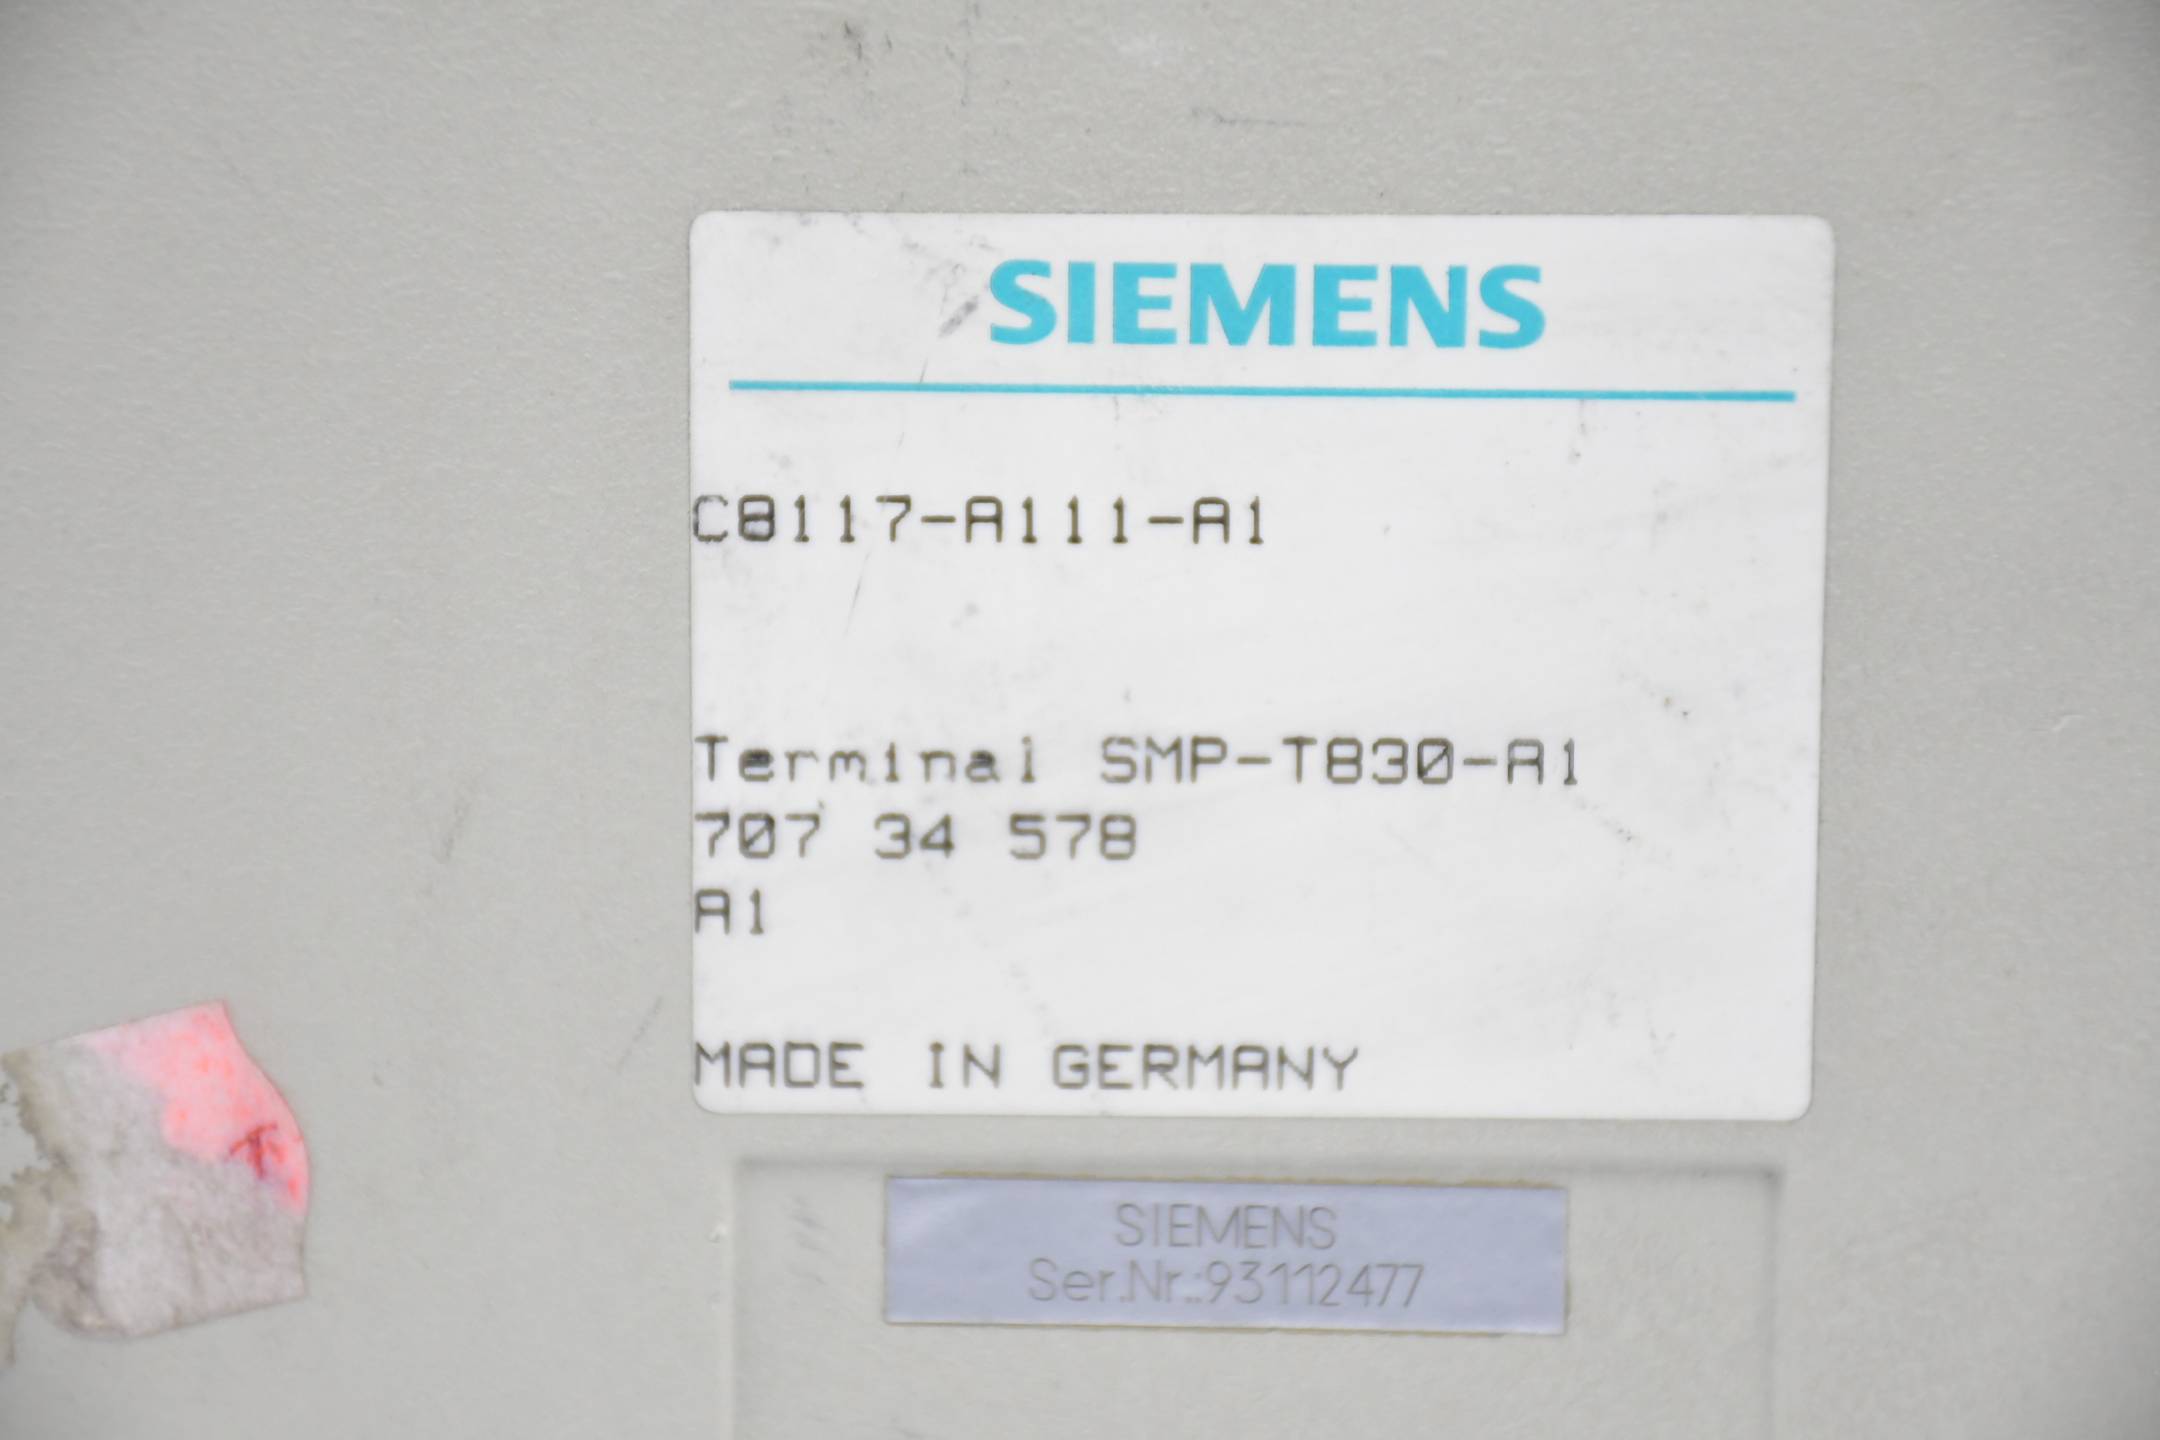 SIEMENS
C8117-A111-A1
Terminal SMP-T830-A1
707 34 578
A1
MADE IN GERMANY
SIEMENS
Ser.Nr.:93112477